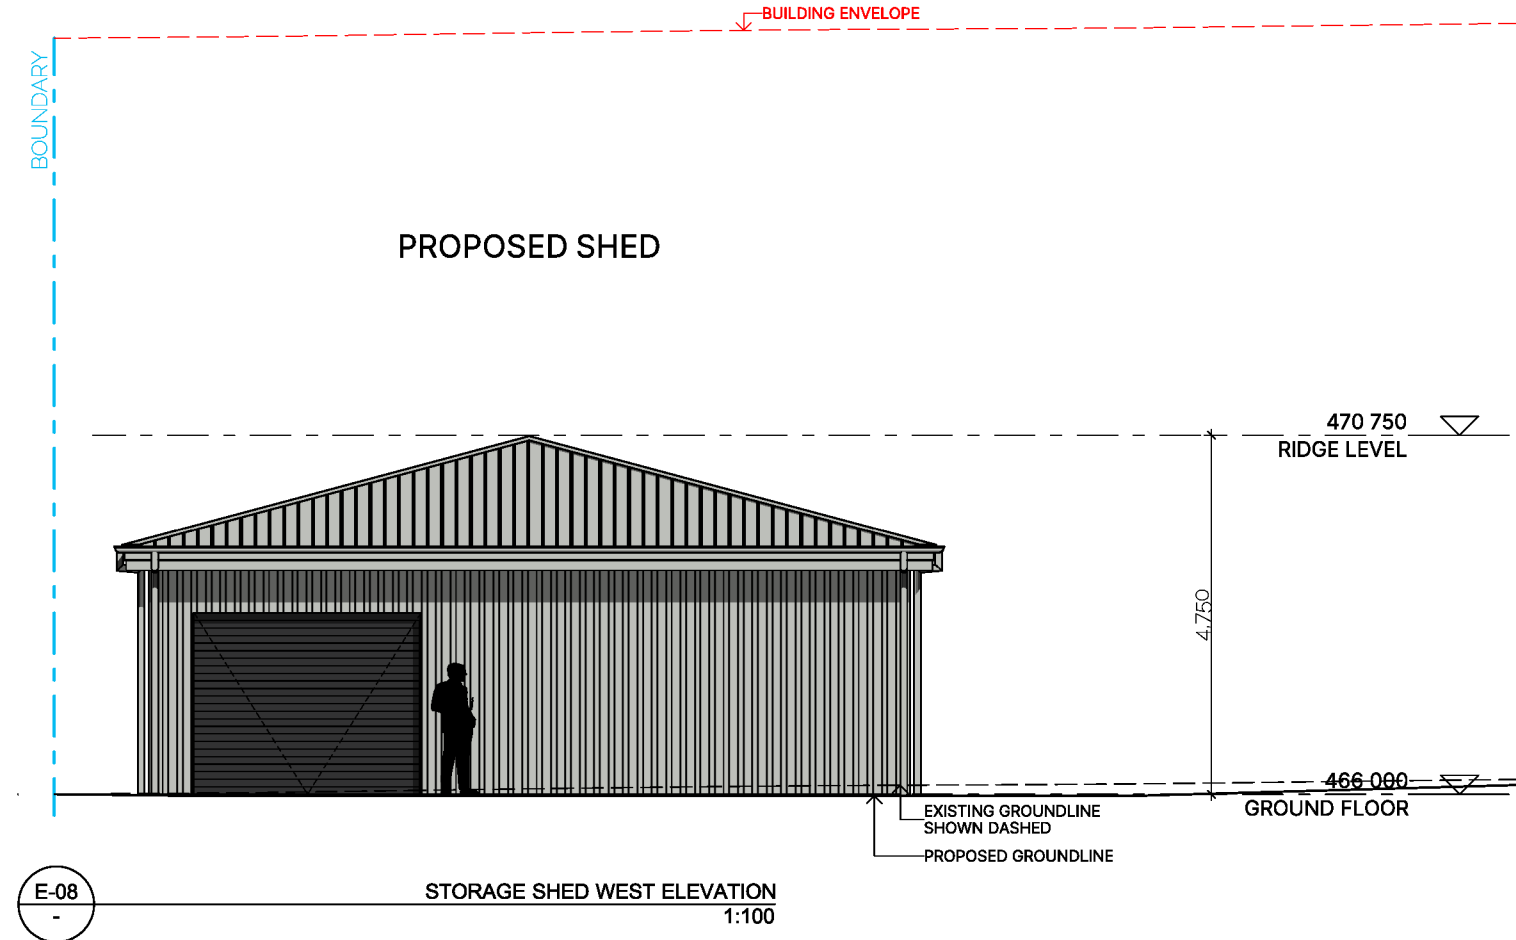 BUILDING ENVELOPE
BOUNDARY
PROPOSED SHED
470 750
RIDGE LEVEL
4,750
466 000
GROUND FLOOR
EXISTING GROUNDLINE
SHOWN DASHED
PROPOSED GROUNDLINE
E-08
-
STORAGE SHED WEST ELEVATION
1:100